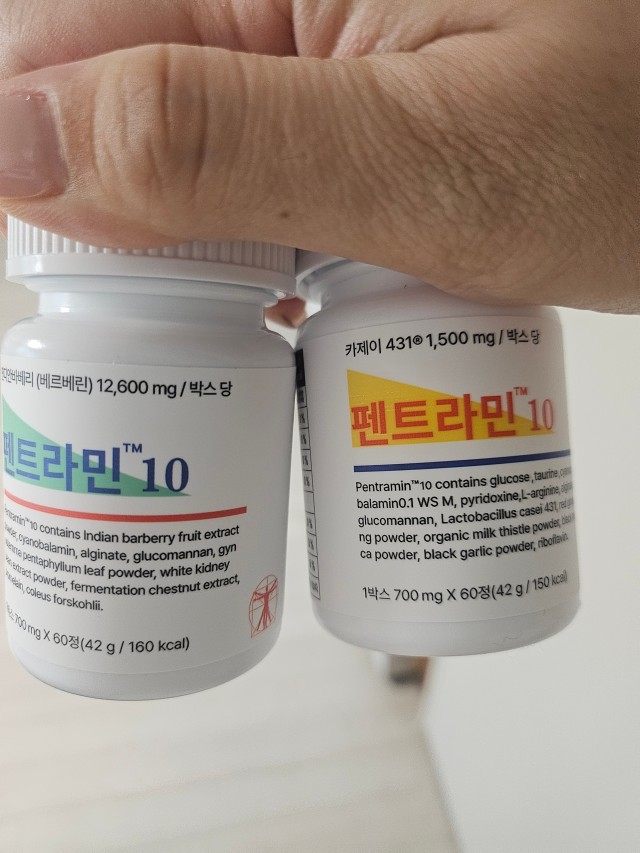 (베르베린) 12,600 mg / 박스 당
펜트라민™ 10
contains Indian barberry fruit extract
cyanobalamin, alginate, glucomannan, gyn
pentaphyllum leaf powder, white kidney
extract powder, fermentation chestnut extract,
coleus forskohlii.
700 mg X 60정(42 g / 160 kcal)
카제이 431® 1,500 mg / 박스 당
펜트라민™ 10
Pentramin™10 contains glucose, taurine,
balamin0.1 WS M, pyridoxine,L-arginine,
glucomannan, Lactobacillus casei 431,
ng powder, organic milk thistle powder,
ca powder, black garlic powder, riboflavin.
1박스 700 mg X 60정(42 g / 150 kcal)